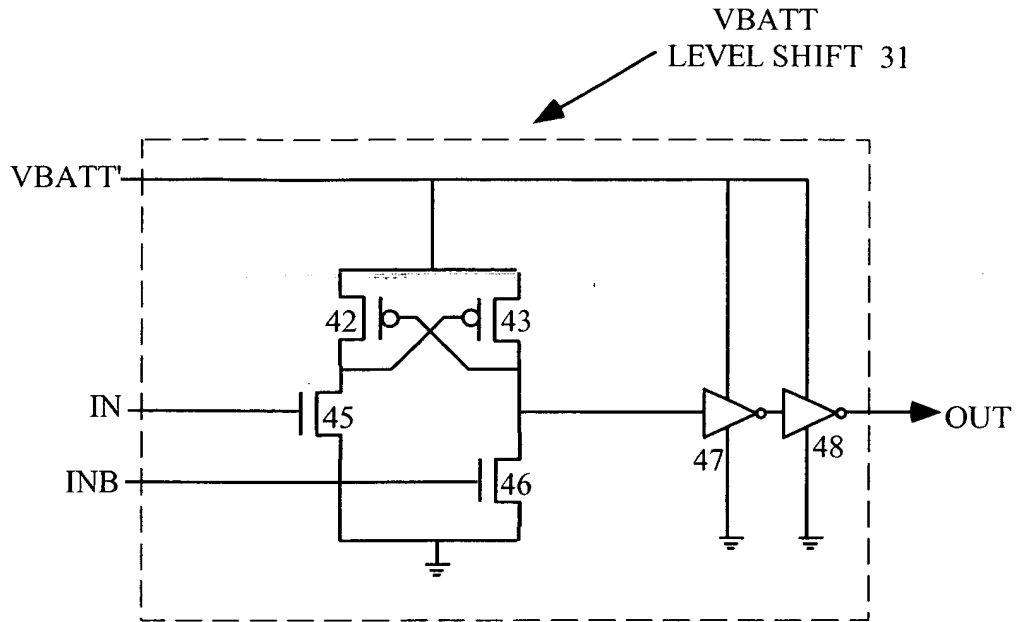 VBATT
LEVEL SHIFT 31
VBATT'
42
43
IN
45
OUT
47
48
INB
46